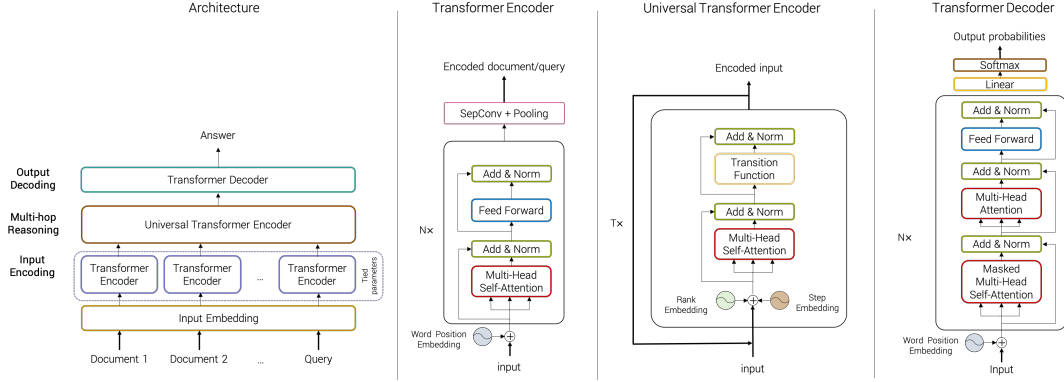 Architecture
Answer
Output
Decoding
Transformer Decoder
Multi-hop
Reasoning
Universal Transformer Encoder
Input
Encoding
Transformer
Encoder
Transformer
Encoder
...
Transformer
Encoder
Tied
parameters
Input Embedding
Document 1
Document 2
...
Query
Transformer Encoder
Encoded document/query
SepConv + Pooling
Add & Norm
Feed Forward
N×
Add & Norm
Multi-Head
Self-Attention
Word Position
Embedding
input
Universal Transformer Encoder
Encoded input
Add & Norm
Transition
Function
T×
Add & Norm
Multi-Head
Self-Attention
Rank
Embedding
Step
Embedding
input
Transformer Decoder
Output probabilities
Softmax
Linear
Add & Norm
Feed Forward
Add & Norm
Multi-Head
Attention
N×
Add & Norm
Masked
Multi-Head
Self-Attention
Word Position
Embedding
Input